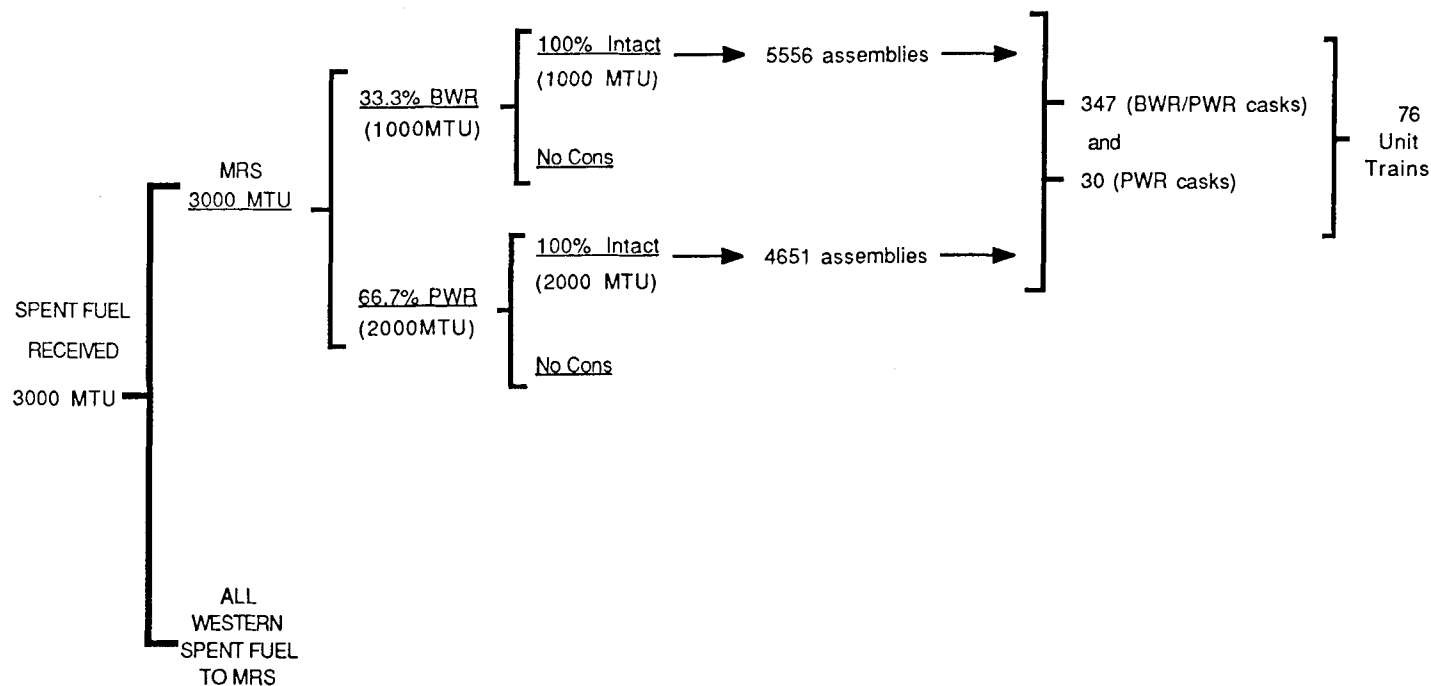 SPENT FUEL
RECEIVED
3000 MTU
MRS
3000 MTU
ALL
WESTERN
SPENT FUEL
TO MRS
33.3% BWR
(1000MTU)
66.7% PWR
(2000MTU)
100% Intact
(1000 MTU)
No Cons
100% Intact
(2000 MTU)
No Cons
5556 assemblies
4651 assemblies
347 (BWR/PWR casks)
and
30 (PWR casks)
76
Unit
Trains